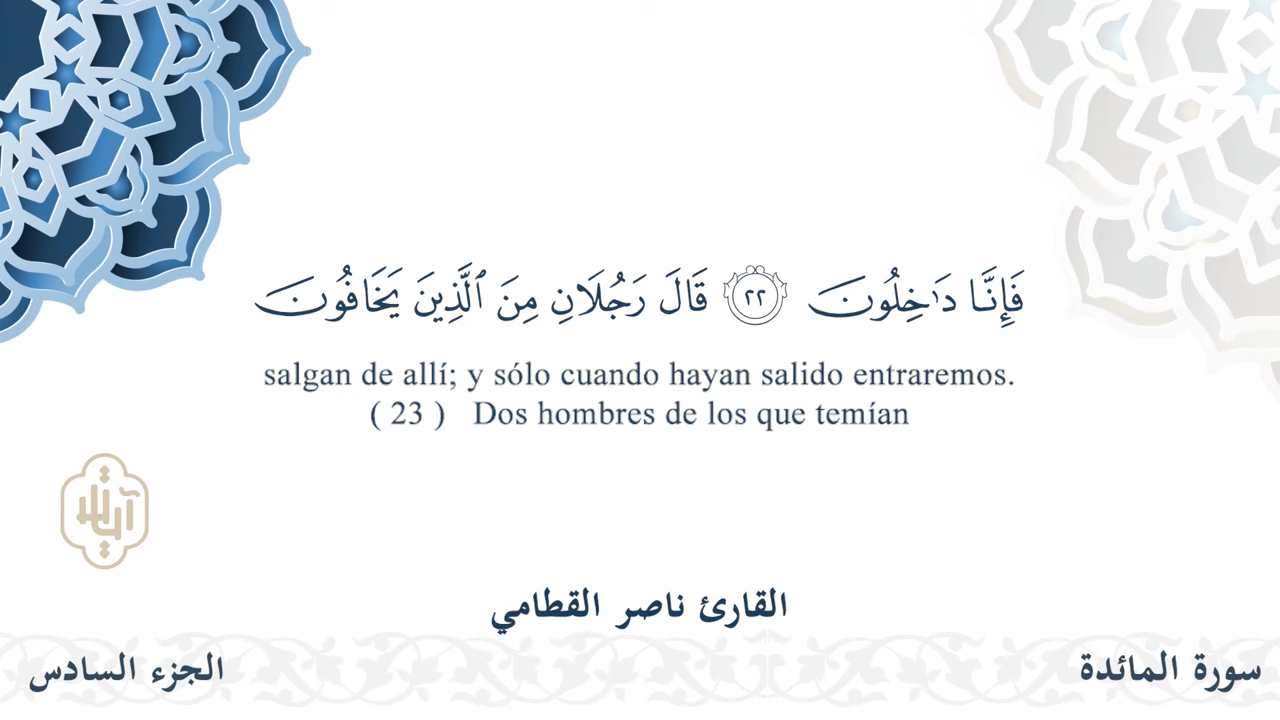 فَإِنَّا دَٰخِلُونَ ٢٢ قَالَ رَجُلَانِ مِنَ ٱلَّذِينَ يَخَافُونَ
salgan de allí; y sólo cuando hayan salido entraremos.
( 23 ) Dos hombres de los que temían
آيات
القارئ ناصر القطامي
سورة المائدة
الجزء السادس